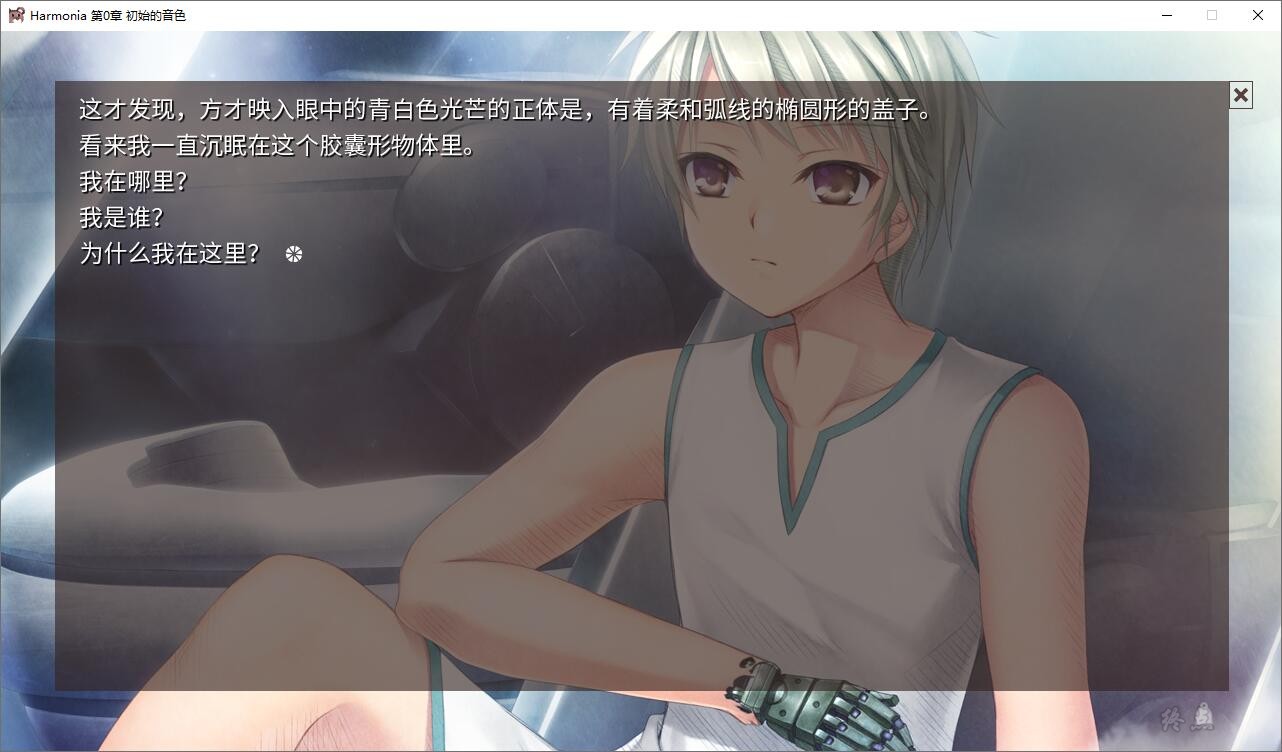 Harmonia 第0章 初始的音色
这才发现，方才映入眼中的青白色光芒的正体是，有着柔和弧线的椭圆形的盖子。
看来我一直沉眠在这个胶囊形物体里。
我在哪里？
我是谁？
为什么我在这里？